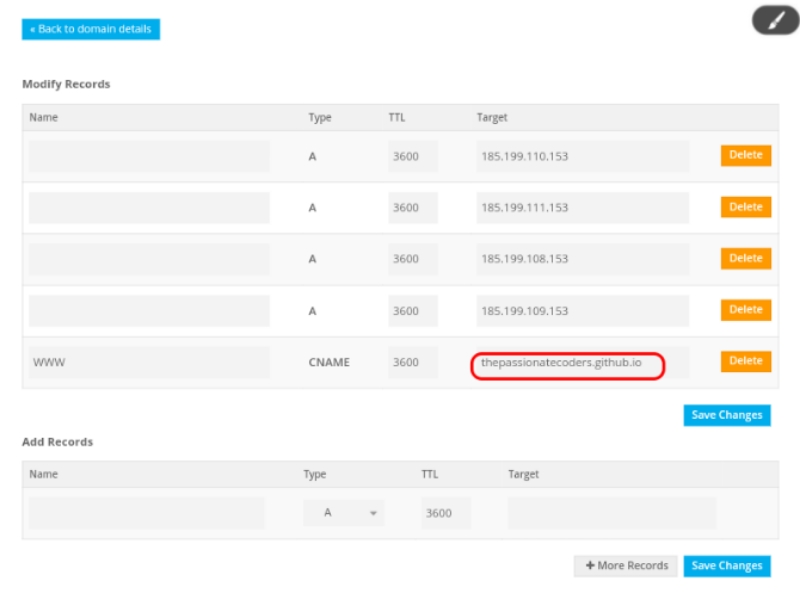 « Back to domain details
Modify Records
Name Type TTL Target
A 3600 185.199.110.153 Delete
A 3600 185.199.111.153 Delete
A 3600 185.199.108.153 Delete
A 3600 185.199.109.153 Delete
WWW CNAME 3600 thepassionatecoders.github.io Delete
Save Changes
Add Records
Name Type TTL Target
A 3600
+ More Records Save Changes